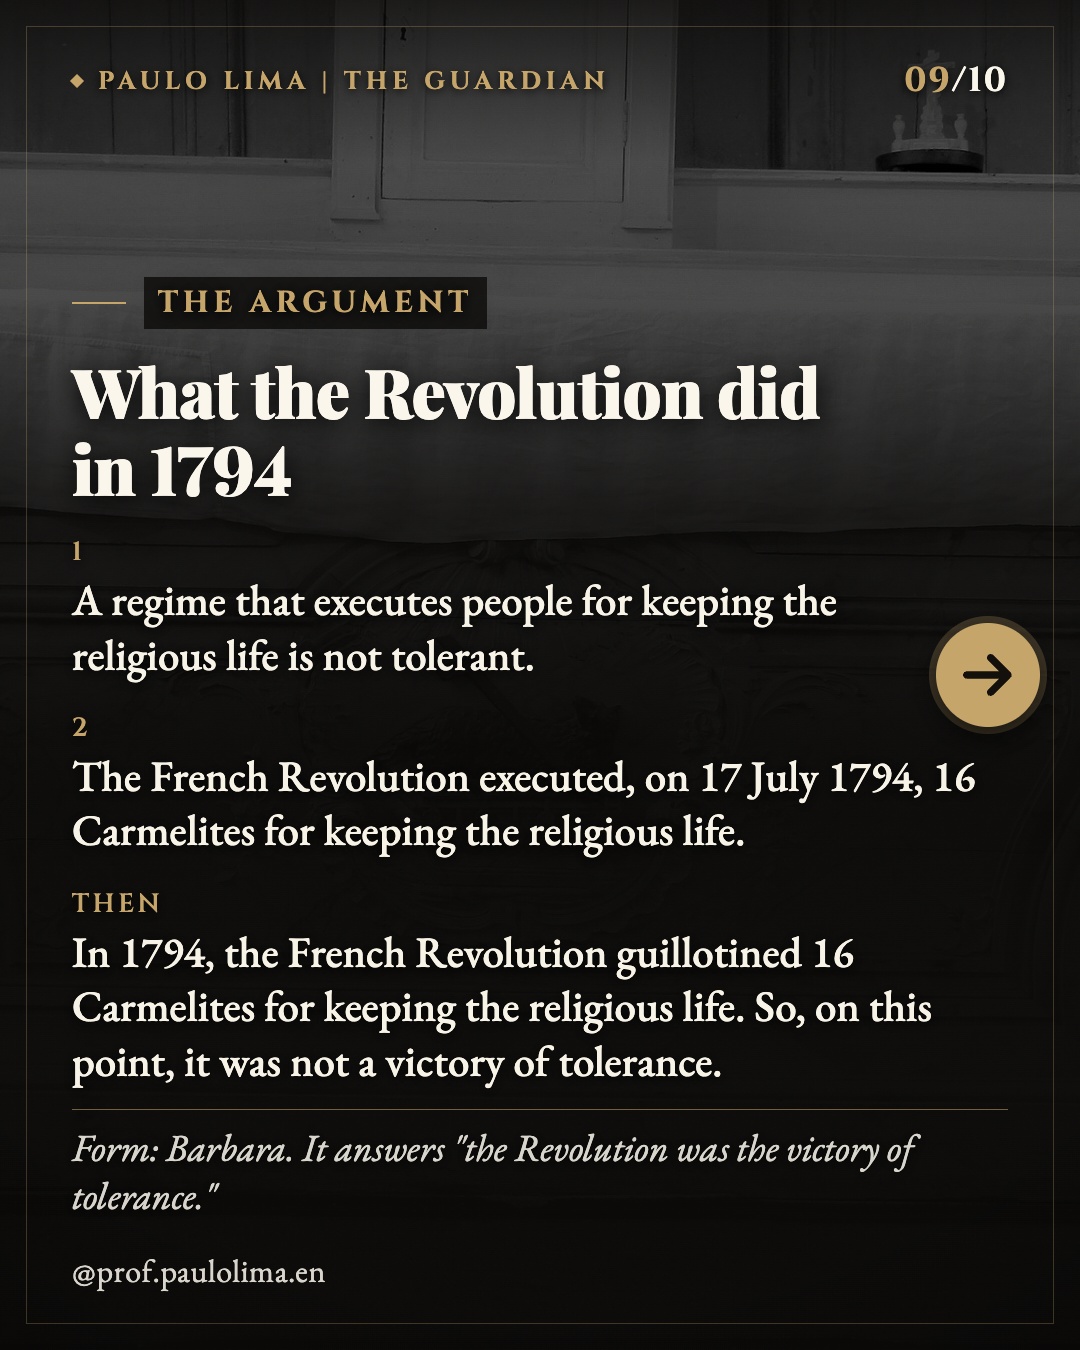 ◆ PAULO LIMA | THE GUARDIAN
09/10
THE ARGUMENT
What the Revolution did
in 1794
1
A regime that executes people for keeping the
religious life is not tolerant.
2
The French Revolution executed, on 17 July 1794, 16
Carmelites for keeping the religious life.
THEN
In 1794, the French Revolution guillotined 16
Carmelites for keeping the religious life. So, on this
point, it was not a victory of tolerance.
Form: Barbara. It answers "the Revolution was the victory of
tolerance."
@prof.paulolima.en